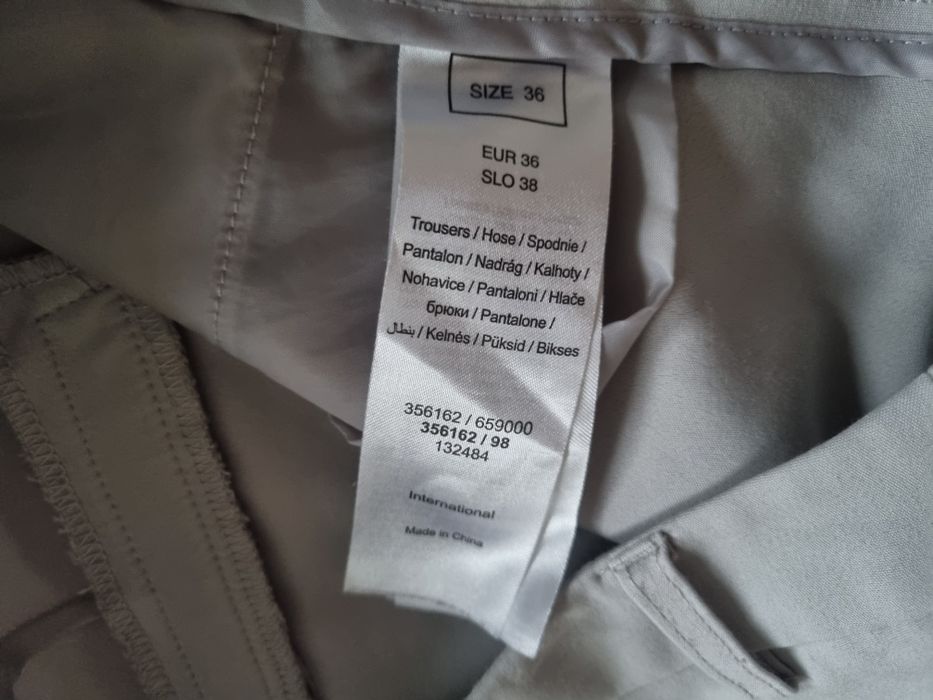 SIZE 36
EUR 36
SLO 38
Trousers / Hose / Spodnie /
Pantalon / Nadrág / Kalhoty /
Nohavice / Pantaloni / Hlače
брюки / Pantalone /
بنطال / Kelnės / Püksid / Bikses
356162 / 659000
356162 / 98
132484
International
Made in China